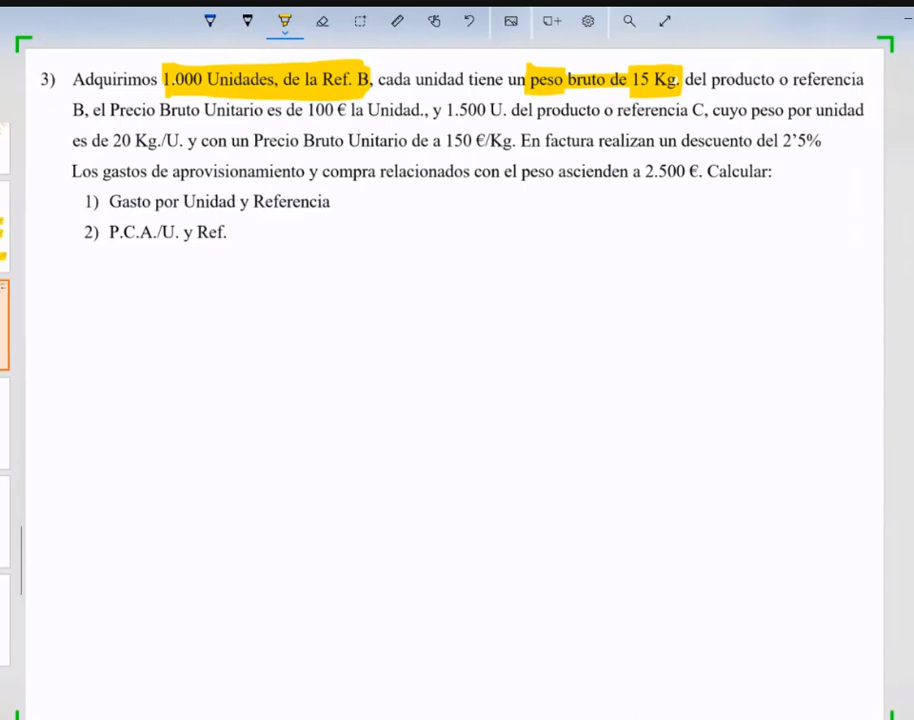 3) Adquirimos 1.000 Unidades, de la Ref. B, cada unidad tiene un peso bruto de 15 Kg. del producto o referencia
B, el Precio Bruto Unitario es de 100 € la Unidad., y 1.500 U. del producto o referencia C, cuyo peso por unidad
es de 20 Kg./U. y con un Precio Bruto Unitario de a 150 €/Kg. En factura realizan un descuento del 2’5%
Los gastos de aprovisionamiento y compra relacionados con el peso ascienden a 2.500 €. Calcular:
1) Gasto por Unidad y Referencia
2) P.C.A./U. y Ref.